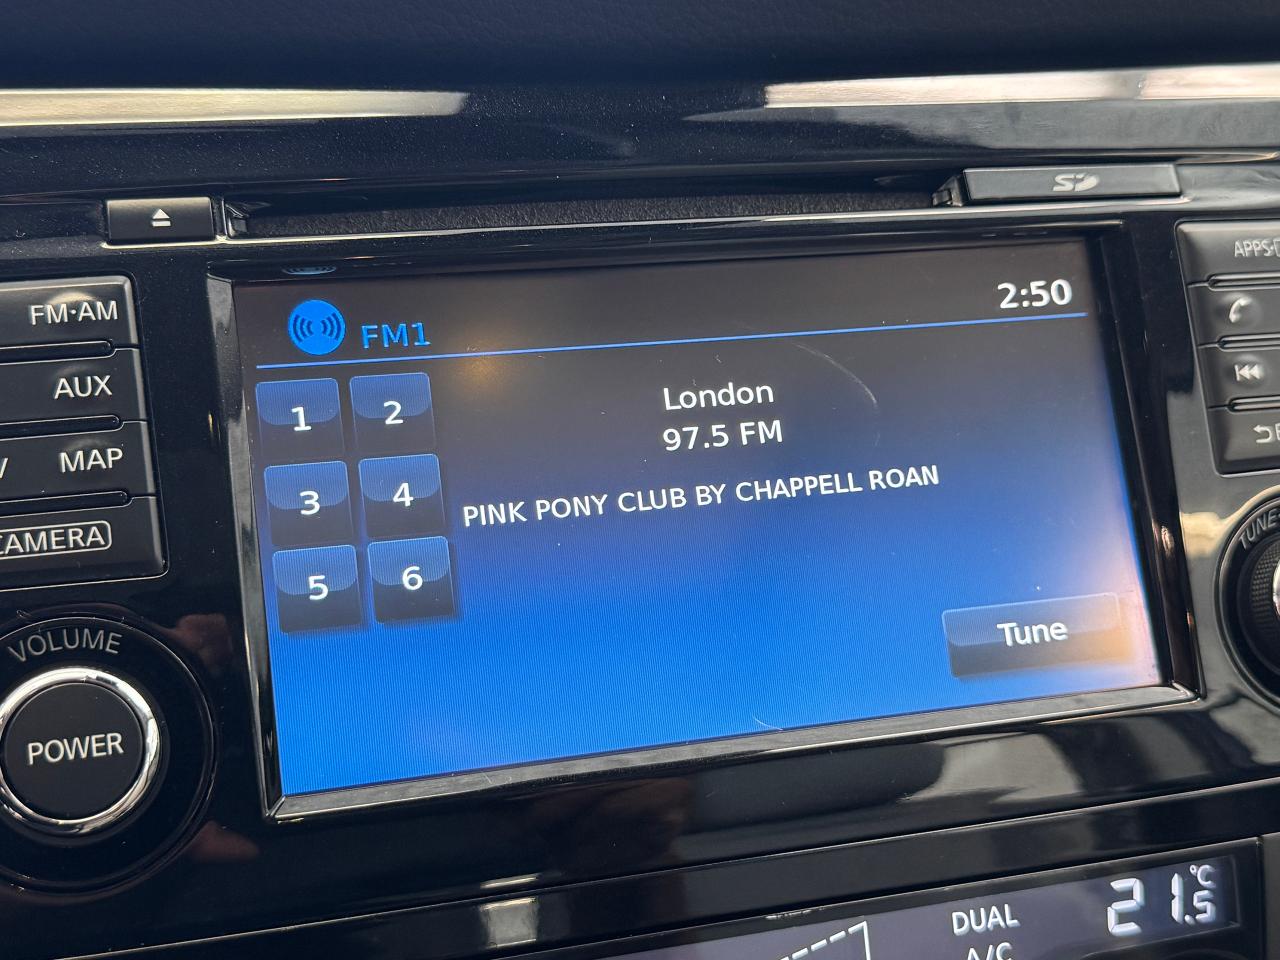 SD
APPS
FM·AM
FM1
2:50
AUX
1 2
London
97.5 FM
MAP
3 4
PINK PONY CLUB BY CHAPPELL ROAN
CAMERA
5 6
TUNE
VOLUME
Tune
POWER
21.5 °C
DUAL
A/C